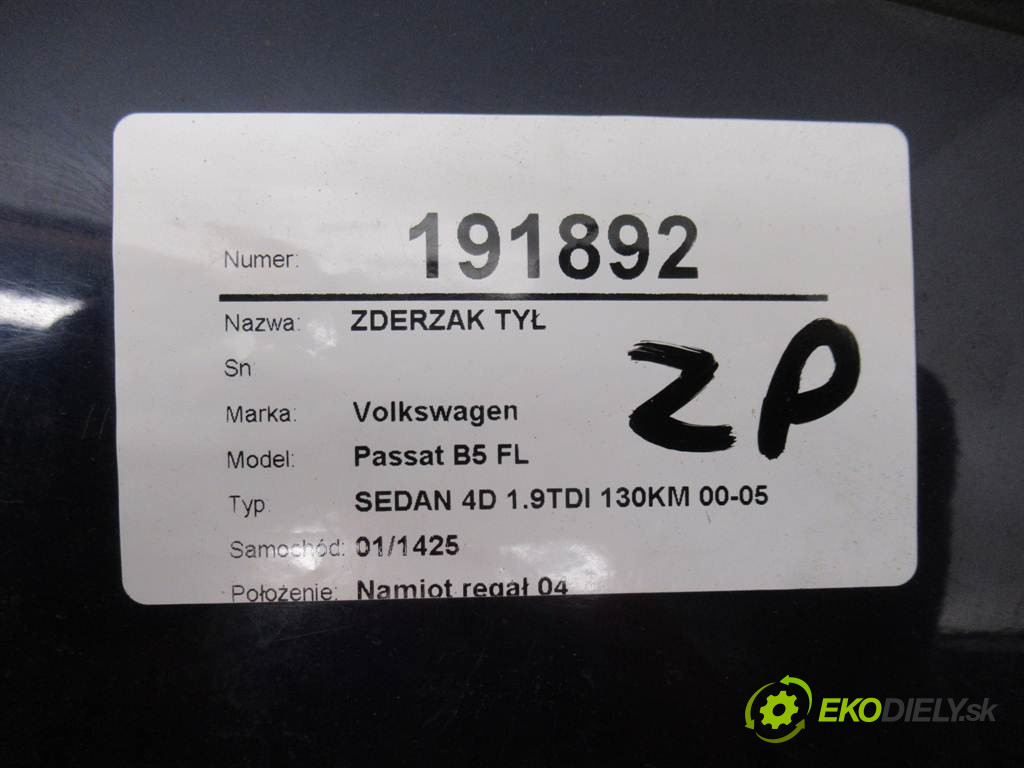 Numer: 191892
Nazwa: ZDERZAK TYŁ
Sn
Marka: Volkswagen
Model: Passat B5 FL
Typ SEDAN 4D 1.9TDI 130KM 00-05
Samochód: 01/1425
Położenie: Namiot regał 04
ZP
EKODIELY.sk